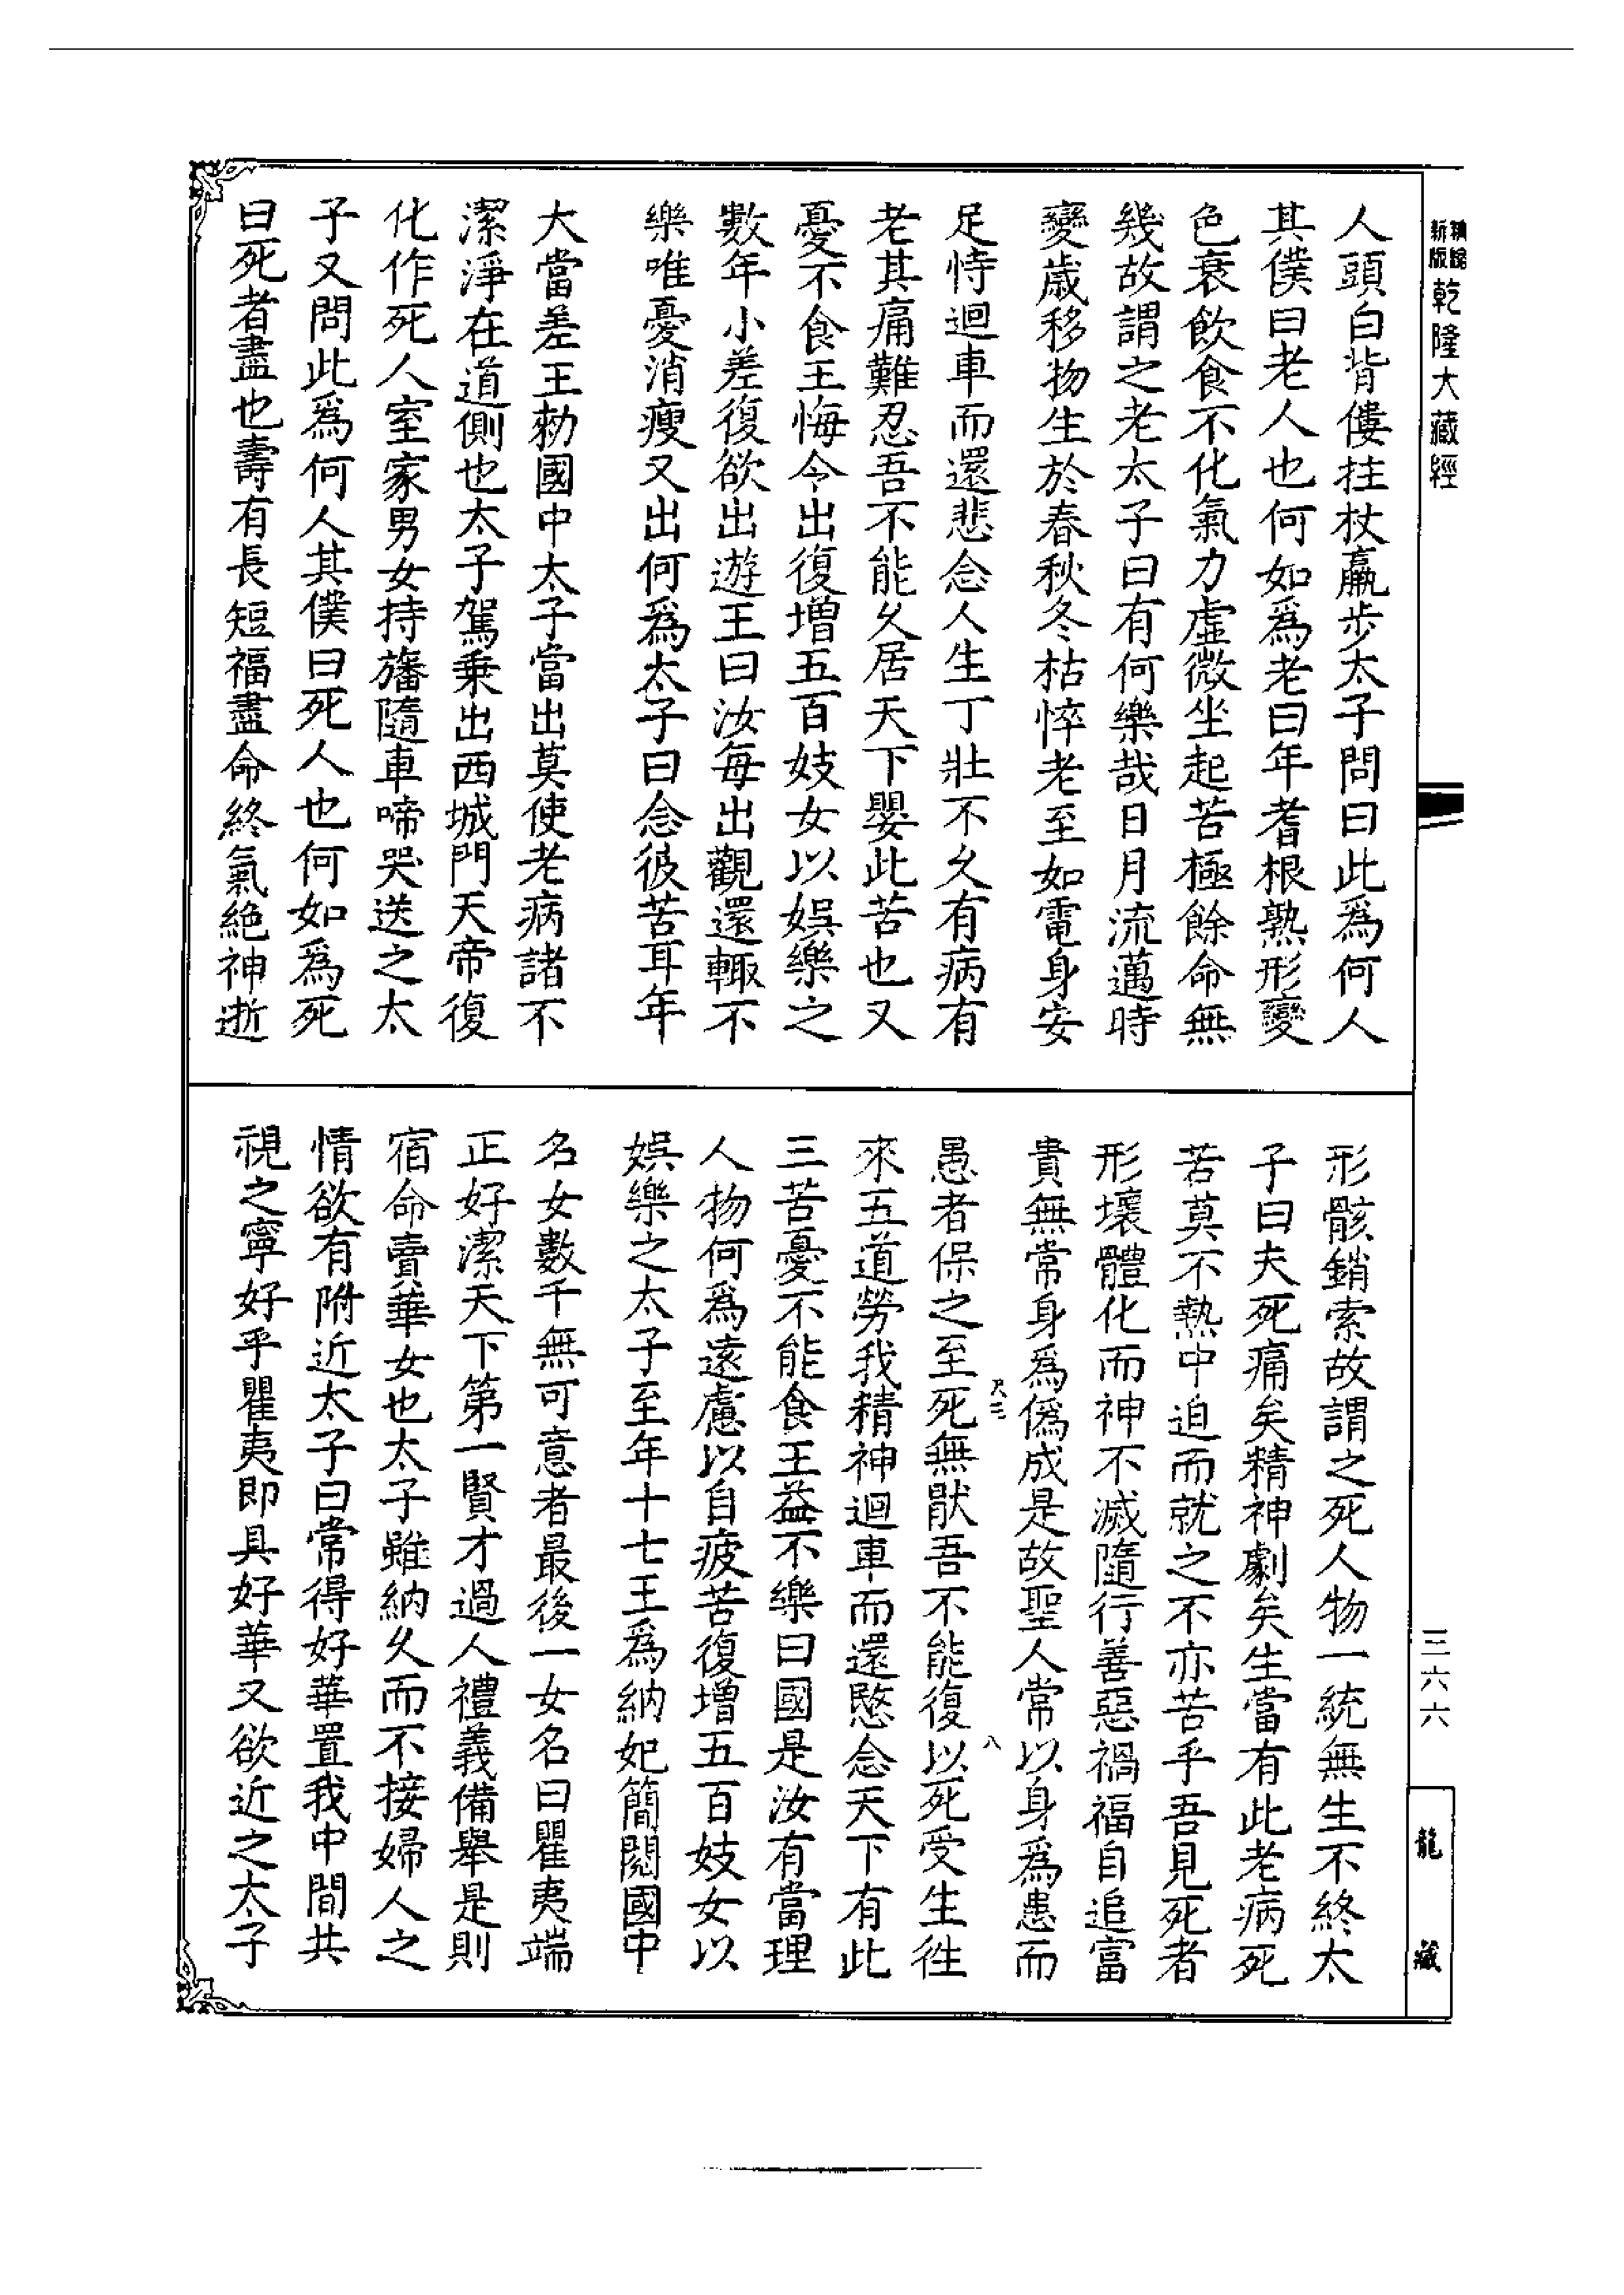 新版
乾隆大藏經
人頭白背僂拄杖羸步太子問曰此爲何人
其僕曰老人也何如爲老曰年耆根熟形變
色衰飲食不化氣力虛微坐起苦極餘命無
幾故謂之老太子曰有何樂哉日月流邁時
變歲移物生於春秋冬枯悴老至如電身安
足恃迴車而還悲念人生丁壯不久有病有
老其痛難忍吾不能久居天下嬰此苦也又
憂不食王悔令出復增五百妓女以娛樂之
數年小差復欲出遊王曰汝每出觀還輙不
樂唯憂消瘦又出何爲太子曰念彼苦耳年
大當差王勑國中太子當出莫使老病諸不
潔淨在道側也太子駕乗出西城門天帝復
化作死人室家男女持旛隨車啼哭送之太
子又問此爲何人其僕曰死人也何如爲死
曰死者盡也壽有長短福盡命終氣絶神逝
形骸銷索故謂之死人物一統無生不終太
子曰夫死痛矣精神劇矣生當有此老病死
苦莫不熱中迫而就之不亦苦乎吾見死者
形壞體化而神不滅隨行善惡禍福自追富
貴無常身爲僞成是故聖人常以身爲患而
愚者保之至死無猒吾不能復以死受生徃
來五道勞我精神迴車而還愍念天下有此
三苦憂不能食王益不樂曰國是汝有當理
人物何爲遠慮以自疲苦復增五百妓女以
娛樂之太子至年十七王爲納妃簡閱國中
名女數千無可意者最後一女名曰瞿夷端
正好潔天下第一賢才過人禮義備舉是則
宿命賣華女也太子雖納久而不接婦人之
情欲有附近太子曰常得好華置我中間共
視之寧好乎瞿夷即具好華又欲近之太子
八
三六六
龍藏